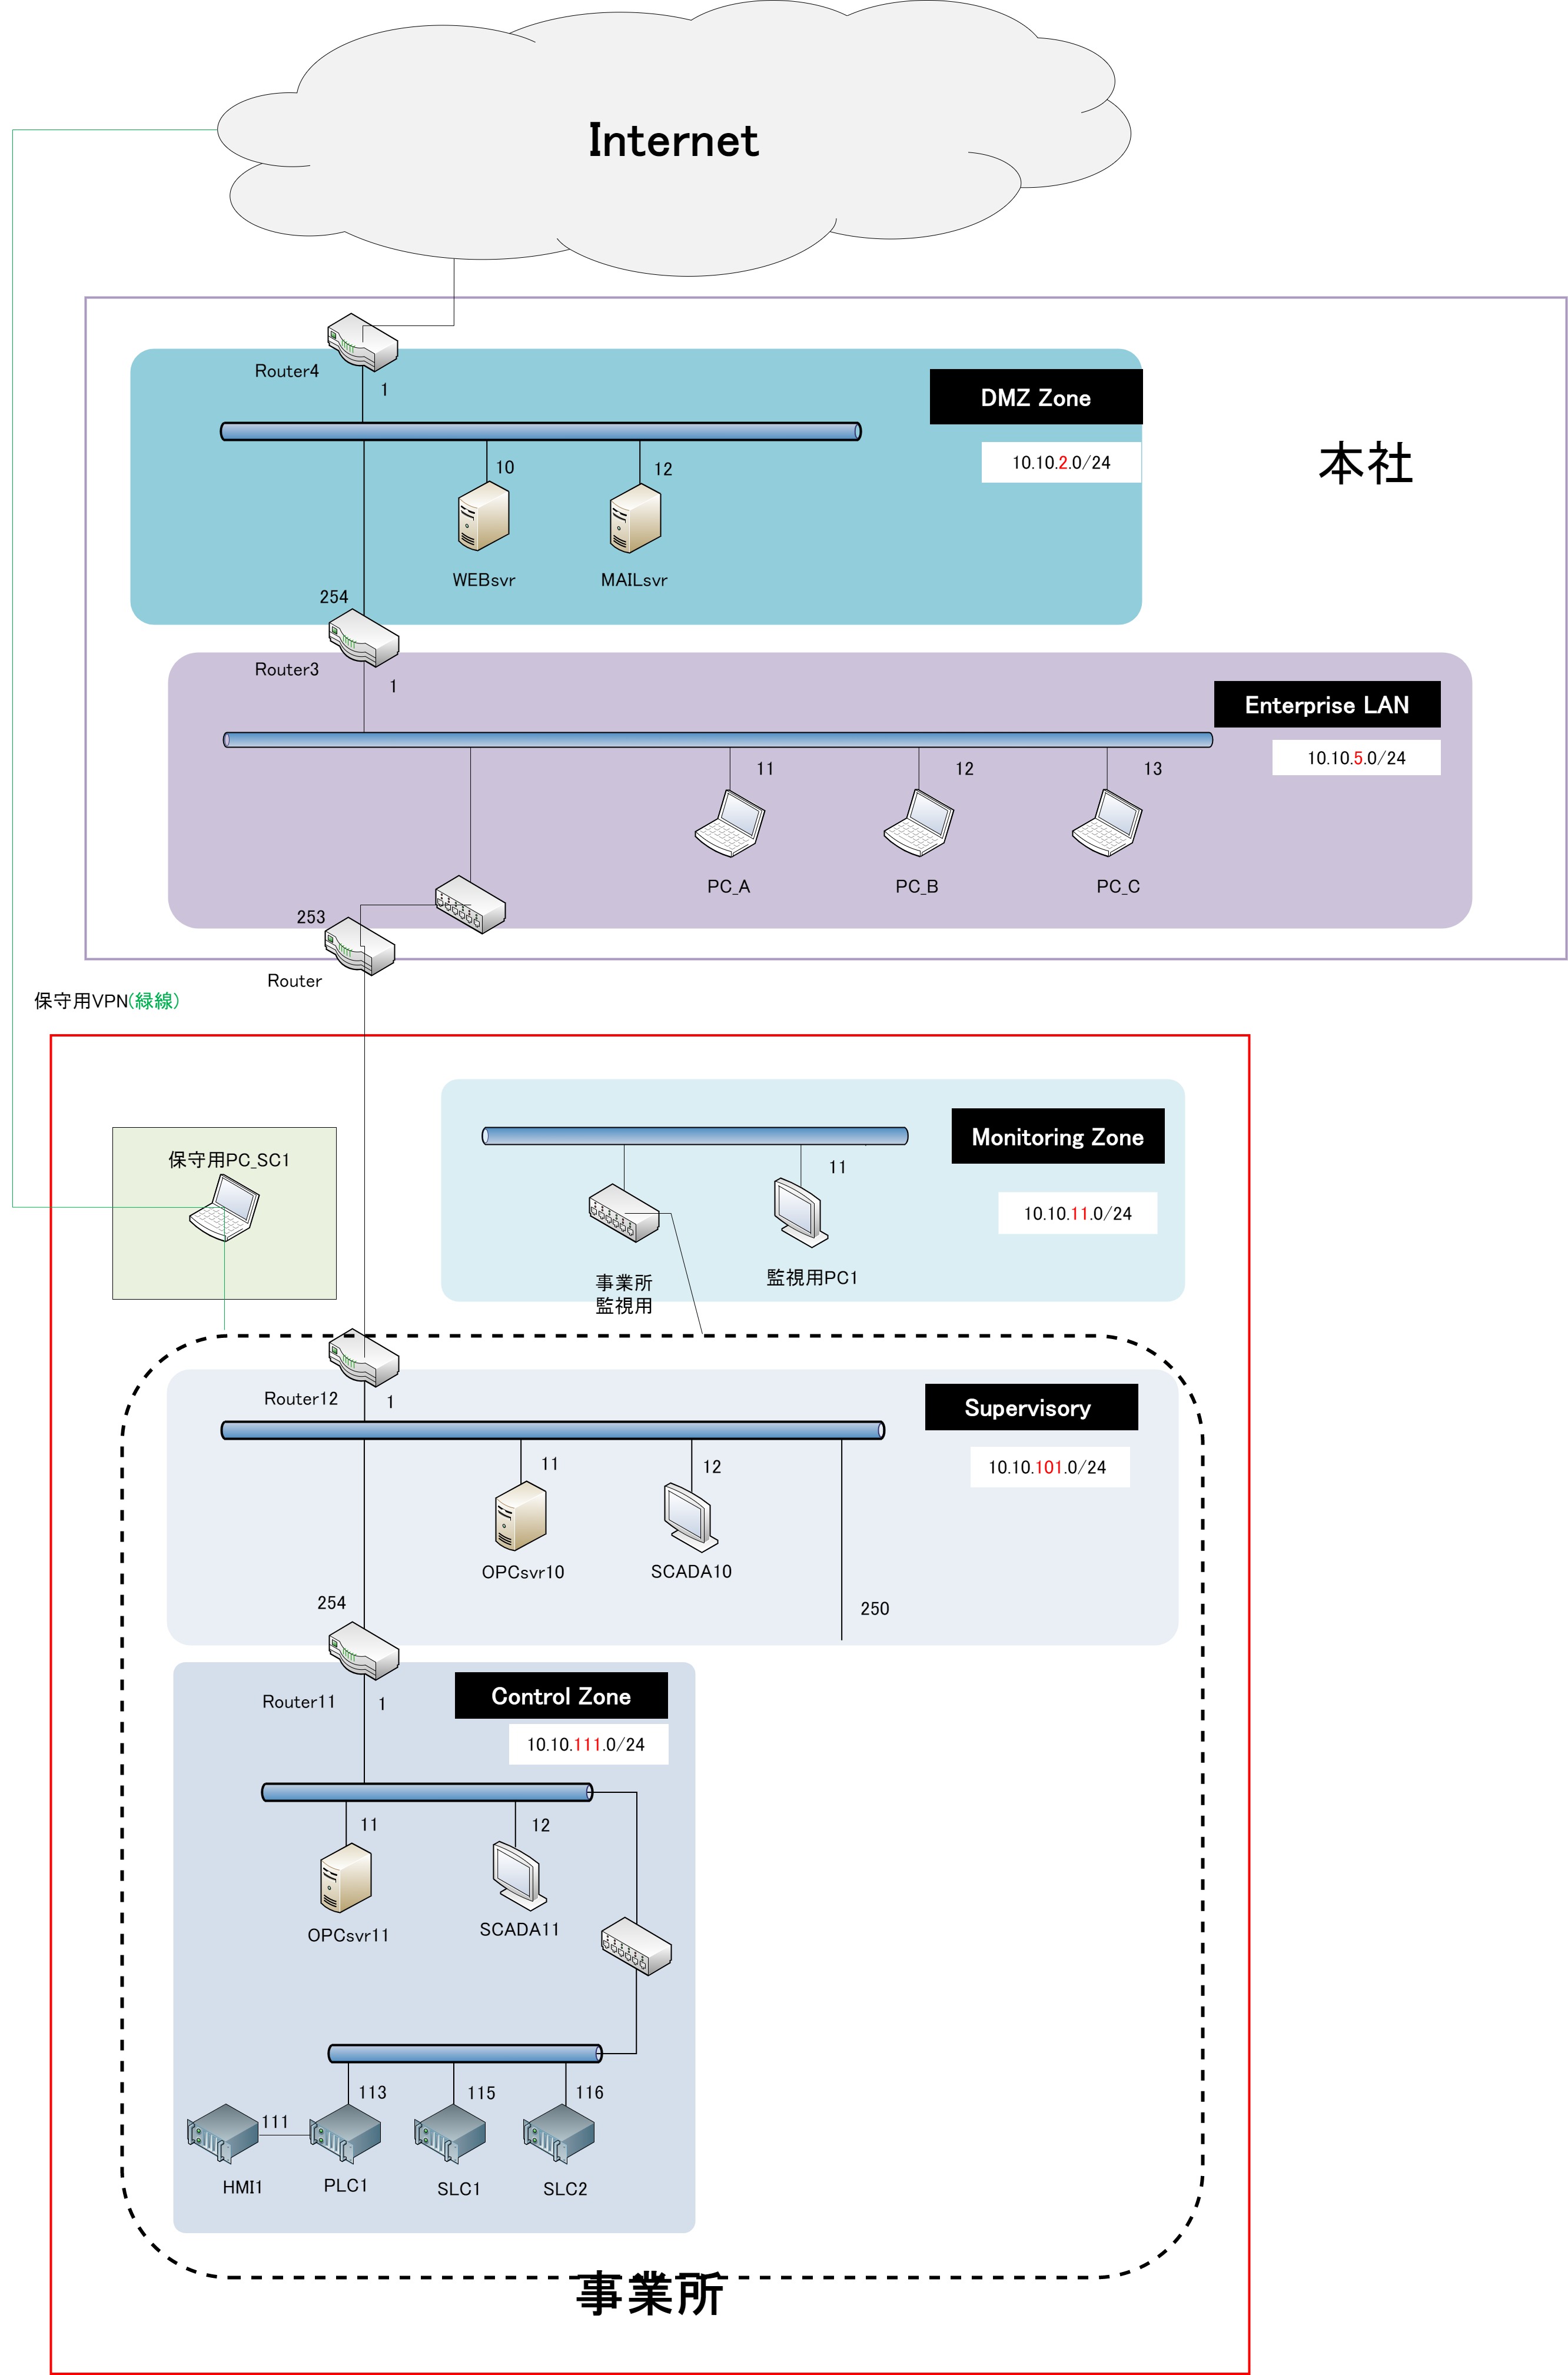 Internet
Router4
1
DMZ Zone
10.10.2.0/24
本社
10
12
WEBsvr
MAILsvr
254
Router3
1
Enterprise LAN
10.10.5.0/24
11
12
13
PC_A
PC_B
PC_C
253
Router
保守用VPN(緑線)
保守用PC_SC1
Monitoring Zone
10.10.11.0/24
11
事業所
監視用
監視用PC1
Router12
1
Supervisory
10.10.101.0/24
11
12
OPCsvr10
SCADA10
254
250
Router11
1
Control Zone
10.10.111.0/24
11
12
OPCsvr11
SCADA11
113
115
116
111
HMI1
PLC1
SLC1
SLC2
事業所